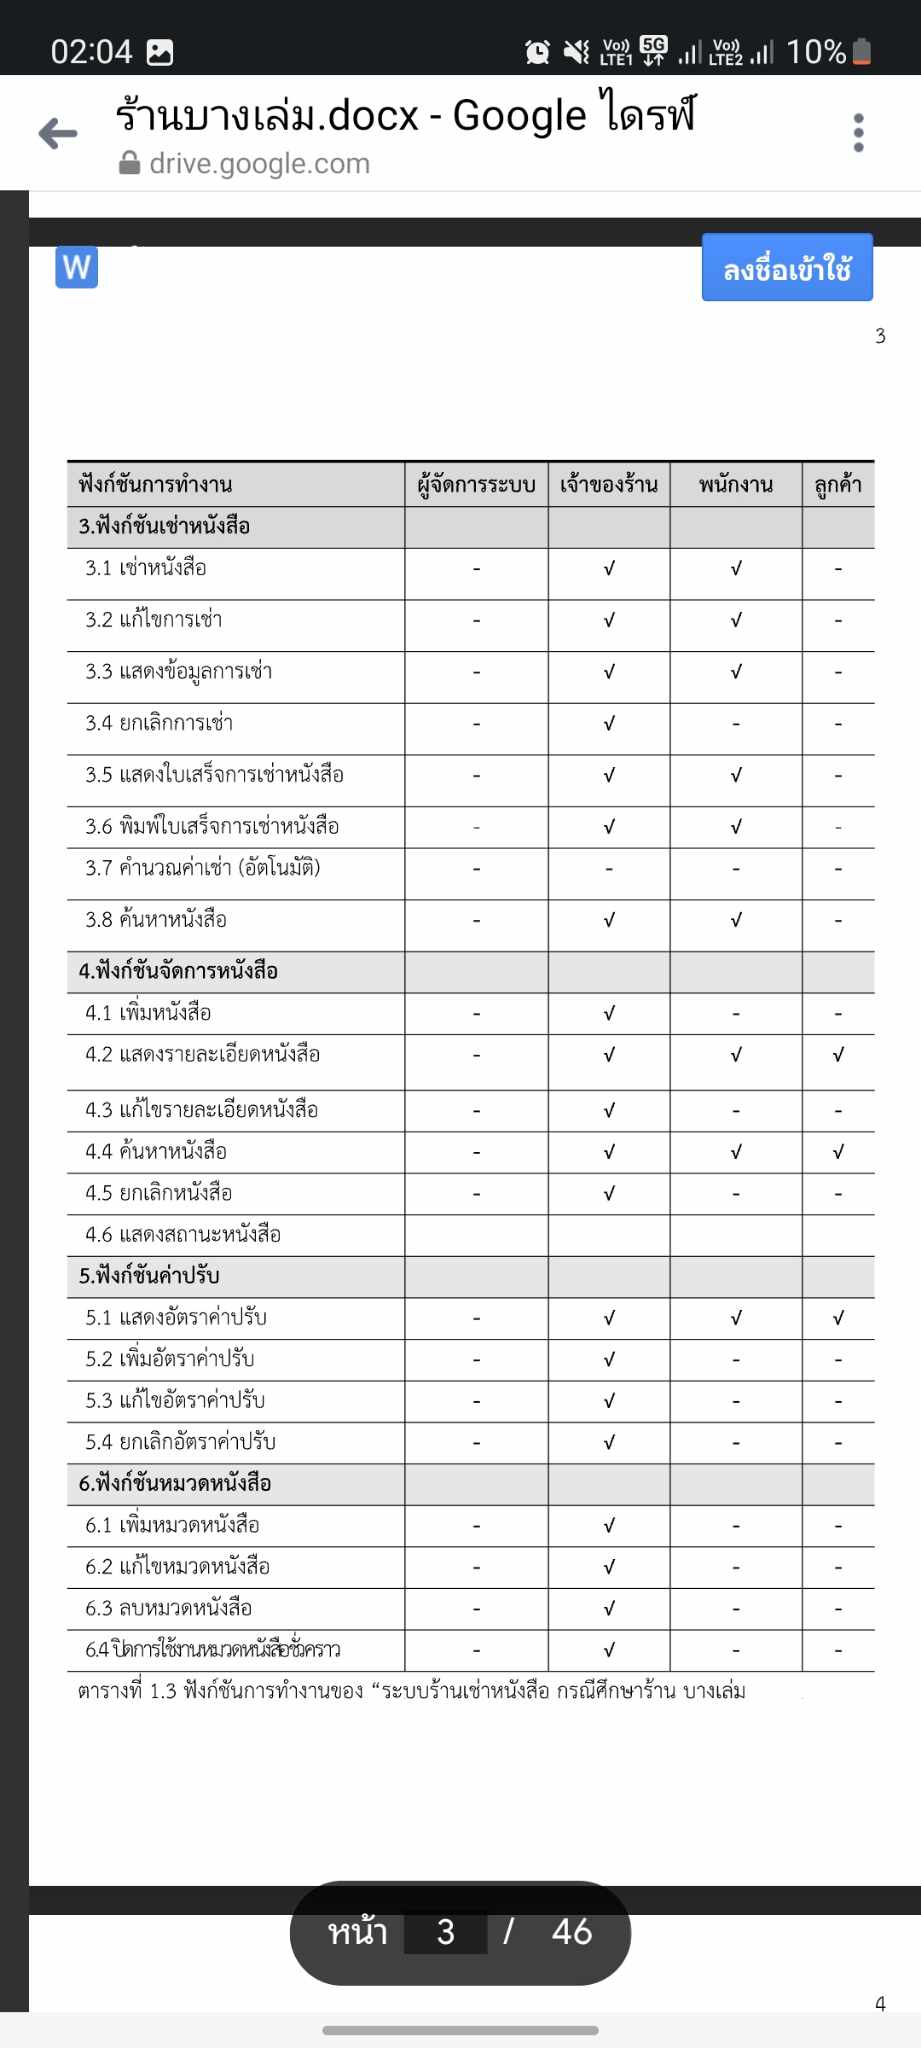 02:04 Vo)) LTE1 5G Vo)) LTE2 10%
ร้านบางเล่ม.docx - Google ไดรฟ์
drive.google.com
W ลงชื่อเข้าใช้
3
ฟังก์ชันการทำงาน ผู้จัดการระบบ เจ้าของร้าน พนักงาน ลูกค้า
3.ฟังก์ชันเช่าหนังสือ
3.1 เช่าหนังสือ - √ √ -
3.2 แก้ไขการเช่า - √ √ -
3.3 แสดงข้อมูลการเช่า - √ √ -
3.4 ยกเลิกการเช่า - √ - -
3.5 แสดงใบเสร็จการเช่าหนังสือ - √ √ -
3.6 พิมพ์ใบเสร็จการเช่าหนังสือ - √ √ -
3.7 คำนวณค่าเช่า (อัตโนมัติ) - - - -
3.8 ค้นหาหนังสือ - √ √ -
4.ฟังก์ชันจัดการหนังสือ
4.1 เพิ่มหนังสือ - √ - -
4.2 แสดงรายละเอียดหนังสือ - √ √ √
4.3 แก้ไขรายละเอียดหนังสือ - √ - -
4.4 ค้นหาหนังสือ - √ √ √
4.5 ยกเลิกหนังสือ - √ - -
4.6 แสดงสถานะหนังสือ
5.ฟังก์ชันค่าปรับ
5.1 แสดงอัตราค่าปรับ - √ √ √
5.2 เพิ่มอัตราค่าปรับ - √ - -
5.3 แก้ไขอัตราค่าปรับ - √ - -
5.4 ยกเลิกอัตราค่าปรับ - √ - -
6.ฟังก์ชันหมวดหนังสือ
6.1 เพิ่มหมวดหนังสือ - √ - -
6.2 แก้ไขหมวดหนังสือ - √ - -
6.3 ลบหมวดหนังสือ - √ - -
6.4 ปิดการใช้งานหมวดหนังสือชั่วคราว - √ - -
ตารางที่ 1.3 ฟังก์ชันการทำงานของ “ระบบร้านเช่าหนังสือ กรณีศึกษาร้าน บางเล่ม
หน้า 3 / 46
4